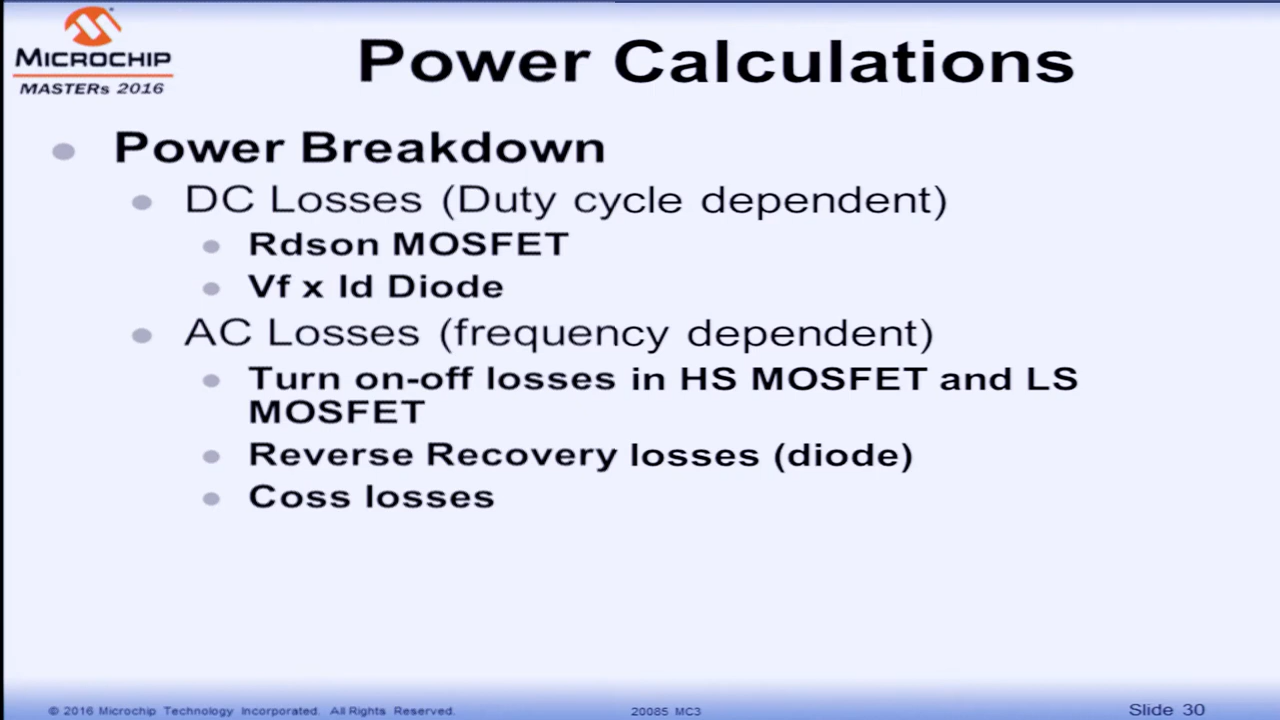 MICROCHIP
MASTERs 2016
Power Calculations
Power Breakdown
DC Losses (Duty cycle dependent)
Rdson MOSFET
Vf x Id Diode
AC Losses (frequency dependent)
Turn on-off losses in HS MOSFET and LS
MOSFET
Reverse Recovery losses (diode)
Coss losses
© 2016 Microchip Technology Incorporated. All Rights Reserved.
20085 MC3
Slide 30